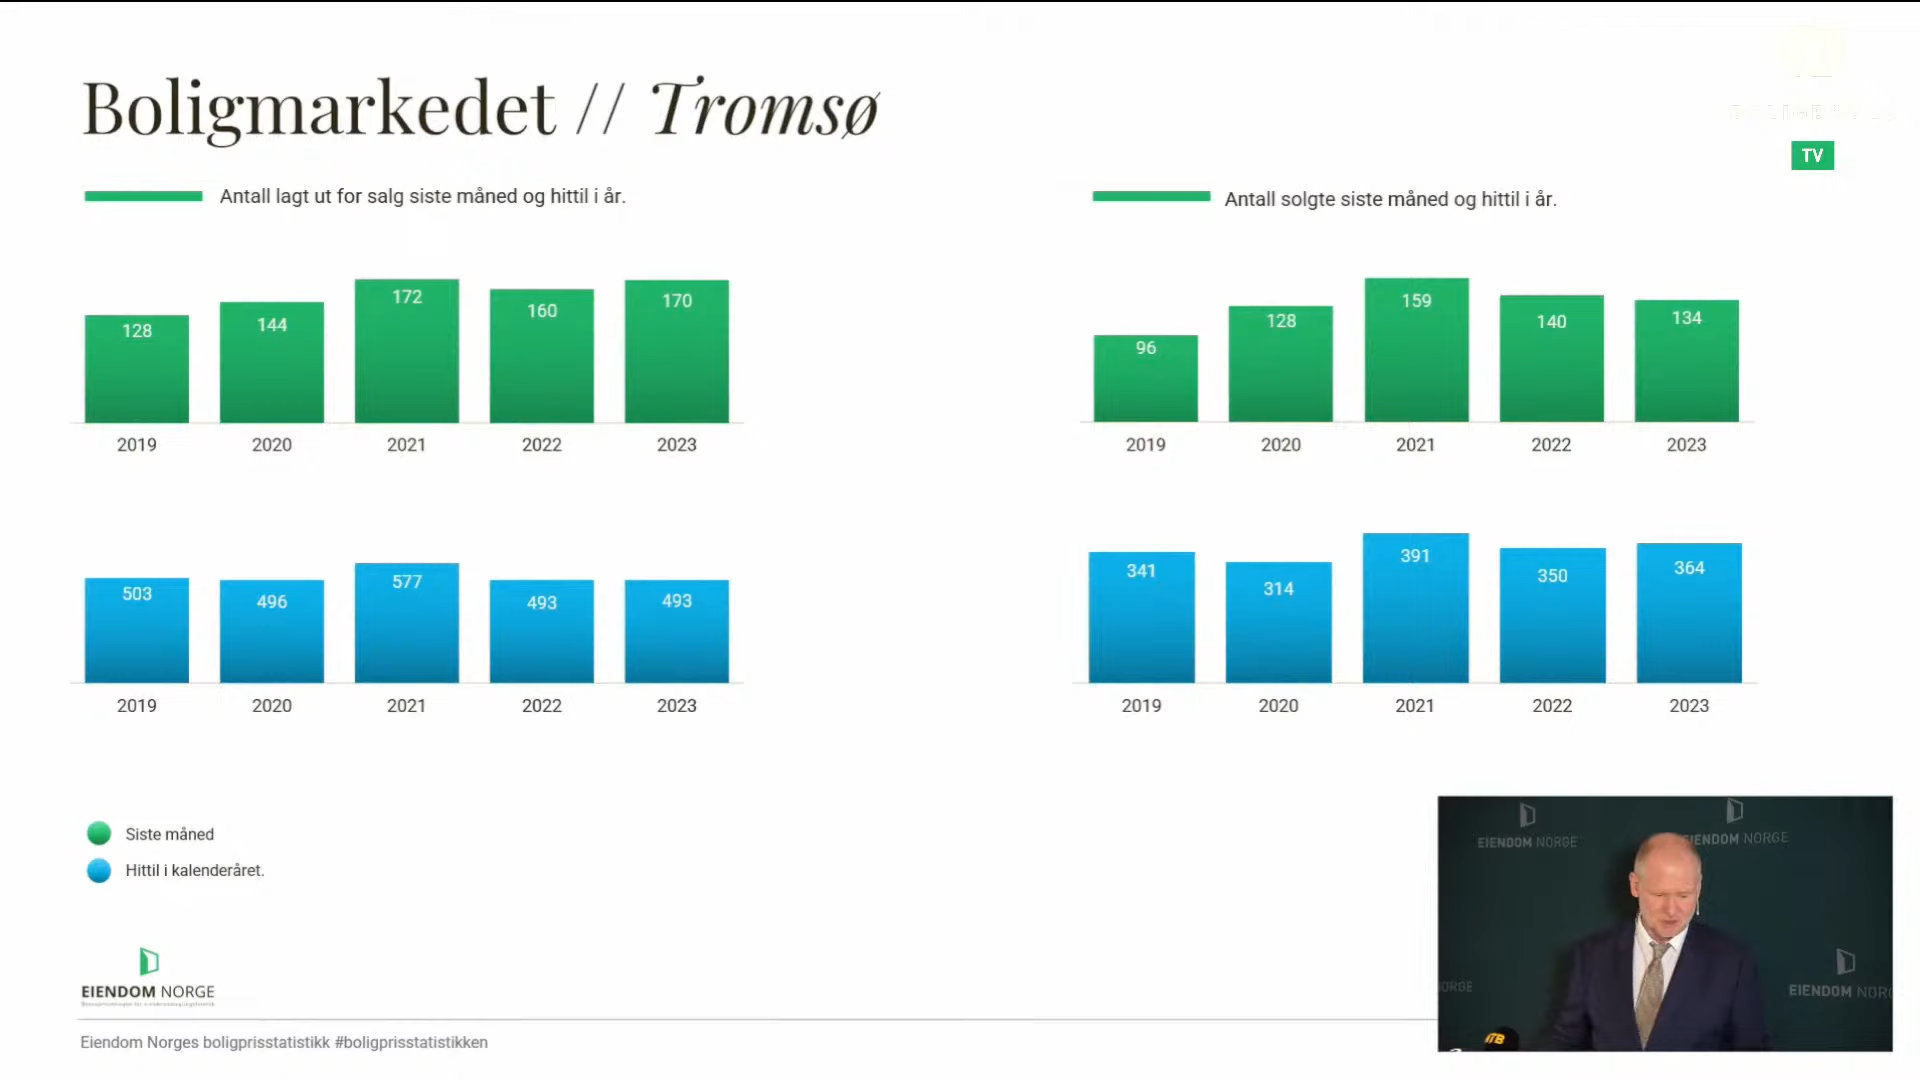 Boligmarkedet // Tromsø
TV
Antall lagt ut for salg siste måned og hittil i år.
128 144 172 160 170
2019 2020 2021 2022 2023
503 496 577 493 493
2019 2020 2021 2022 2023
Antall solgte siste måned og hittil i år.
96 128 159 140 134
2019 2020 2021 2022 2023
341 314 391 350 364
2019 2020 2021 2022 2023
Siste måned
Hittil i kalenderåret.
EIENDOM NORGE
Eiendom Norges boligprisstatistikk #boligprisstatistikken
EIENDOM NORGE
EIENDOM NORGE
ORGE
EIENDOM NORG